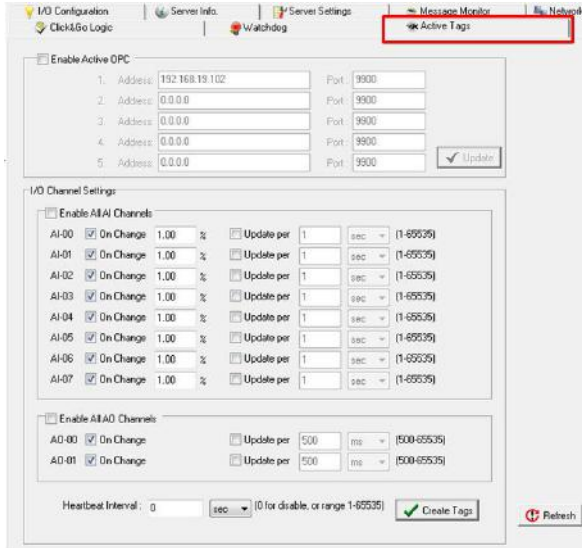 I/O Configuration Server Info. Server Settings Message Monitor Network
Click&Go Logic Watchdog Active Tags
Enable Active OPC
1. Address: 192.168.19.102 Port: 9900
2. Address: 0.0.0.0 Port: 9900
3. Address: 0.0.0.0 Port: 9900
4. Address: 0.0.0.0 Port: 9900
5. Address: 0.0.0.0 Port: 9900
Update
I/O Channel Settings
Enable All AI Channels
AI-00 On Change 1.00 % Update per 1 sec (1-65535)
AI-01 On Change 1.00 % Update per 1 sec (1-65535)
AI-02 On Change 1.00 % Update per 1 sec (1-65535)
AI-03 On Change 1.00 % Update per 1 sec (1-65535)
AI-04 On Change 1.00 % Update per 1 sec (1-65535)
AI-05 On Change 1.00 % Update per 1 sec (1-65535)
AI-06 On Change 1.00 % Update per 1 sec (1-65535)
AI-07 On Change 1.00 % Update per 1 sec (1-65535)
Enable All AO Channels
AO-00 On Change Update per 500 ms (500-65535)
AO-01 On Change Update per 500 ms (500-65535)
Heartbeat Interval: 0 sec (0 for disable, or range 1-65535) Create Tags
Refresh